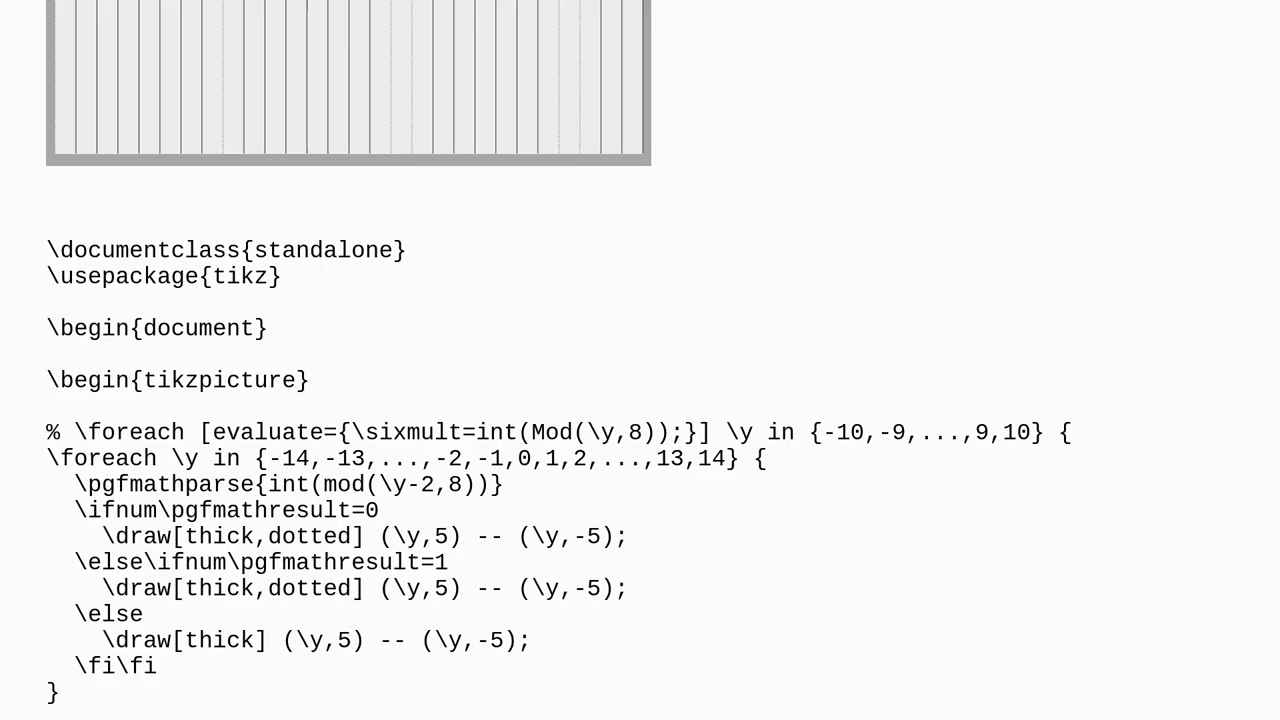 \documentclass{standalone}
\usepackage{tikz}
\begin{document}
\begin{tikzpicture}
% \foreach [evaluate={\sixmult=int(Mod(\y,8));}] \y in {-10,-9,...,9,10} {
\foreach \y in {-14,-13,...,-2,-1,0,1,2,...,13,14} {
  \pgfmathparse{int(mod(\y-2,8))}
  \ifnum\pgfmathresult=0
    \draw[thick,dotted] (\y,5) -- (\y,-5);
  \else\ifnum\pgfmathresult=1
    \draw[thick,dotted] (\y,5) -- (\y,-5);
  \else
    \draw[thick] (\y,5) -- (\y,-5);
  \fi\fi
}